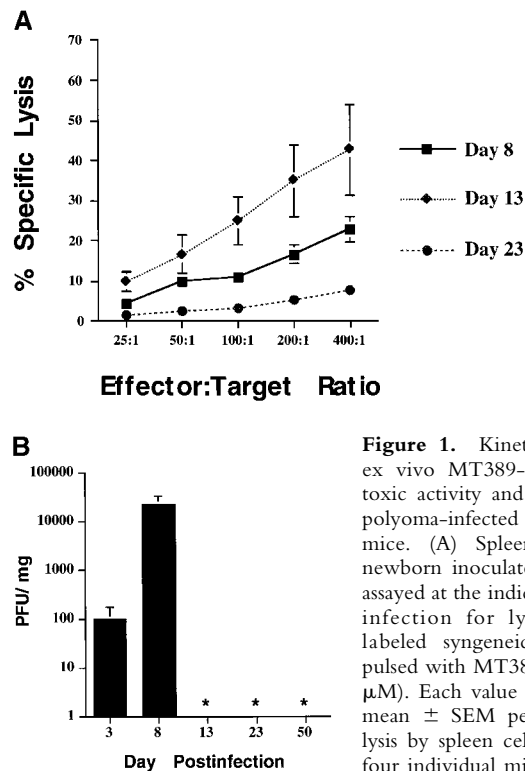 A
% Specific Lysis
70
60
50
40
30
20
10
0
25:1 50:1 100:1 200:1 400:1
Effector:Target Ratio
Day 8
Day 13
Day 23
B
PFU/ mg
100000
10000
1000
100
10
1
* * *
3 8 13 23 50
Day Postinfection
Figure 1. Kinet
ex vivo MT389-
toxic activity and
polyoma-infected
mice. (A) Spleen
newborn inoculate
assayed at the indic
infection for ly
labeled syngeneic
pulsed with MT38
μM). Each value
mean ± SEM pe
lysis by spleen cel
four individual mi